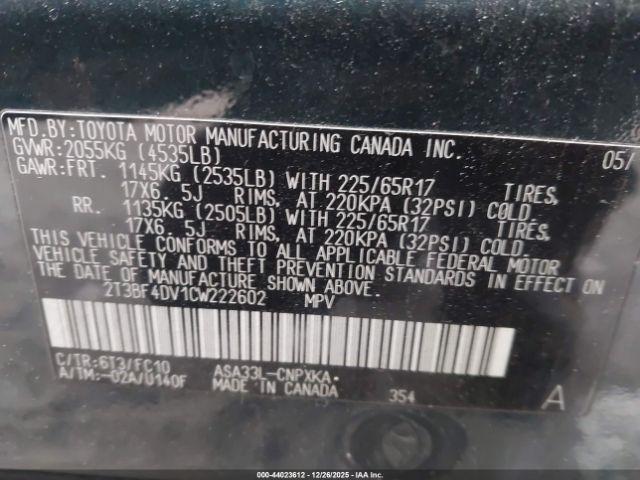 MFD.BY:TOYOTA MOTOR MANUFACTURING CANADA INC. 05/
GVWR:2055KG (4535LB)
GAWR:FRT. 1145KG (2535LB) WITH 225/65R17 TIRES,
17X6. 5J RIMS, AT 220KPA (32PSI) COLD.
RR. 1135KG (2505LB) WITH 225/65R17 TIRES,
17X6. 5J RIMS, AT 220KPA (32PSI) COLD.
THIS VEHICLE CONFORMS TO ALL APPLICABLE FEDERAL MOTOR
VEHICLE SAFETY AND THEFT PREVENTION STANDARDS IN EFFECT ON
THE DATE OF MANUFACTURE SHOWN ABOVE.
2T3BF4DV1CW222602 MPV
C/TR:6T3/FC10 ASA33L-CNPXKA
A/TM:-02A/U140F MADE IN CANADA 354 A
000-44023612 - 12/26/2025 - IAA Inc.